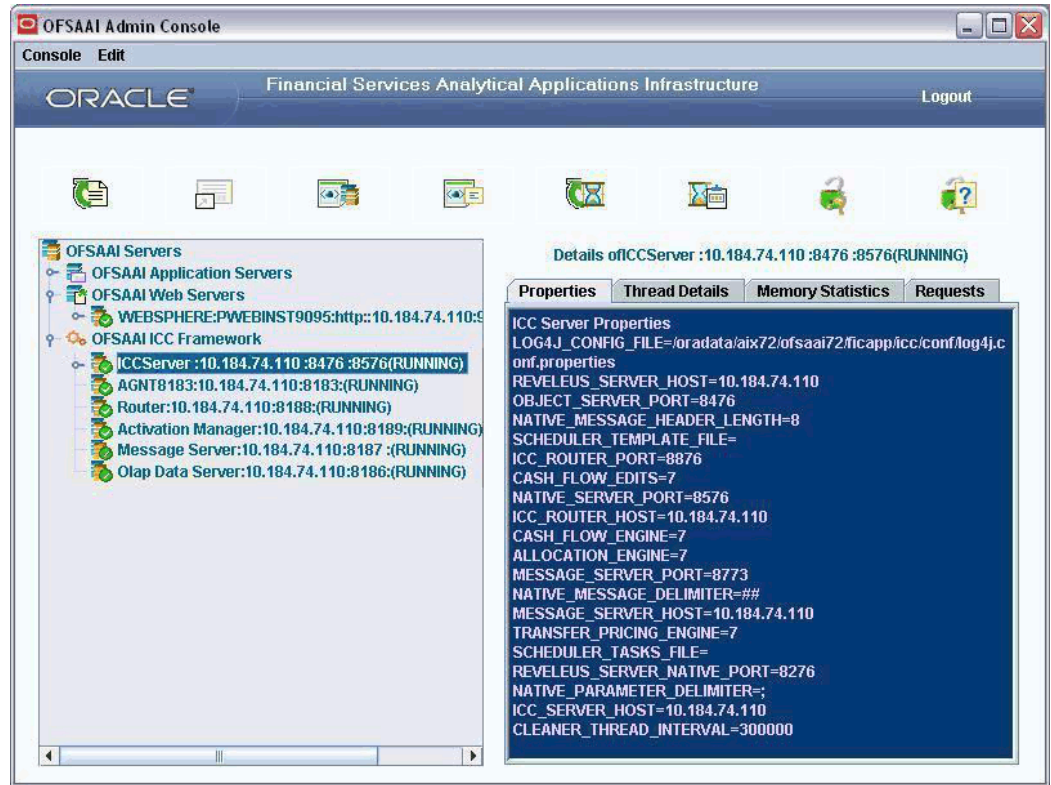 OFSAAI Admin Console
Console Edit
ORACLE
Financial Services Analytical Applications Infrastructure
Logout
OFSAAI Servers
OFSAAI Application Servers
OFSAAI Web Servers
WEBSPHERE:PWEBINST9095:http::10.184.74.110:9
OFSAAI ICC Framework
ICCServer :10.184.74.110 :8476 :8576(RUNNING)
AGNT8183:10.184.74.110:8183:(RUNNING)
Router:10.184.74.110:8188:(RUNNING)
Activation Manager:10.184.74.110:8189:(RUNNING)
Message Server:10.184.74.110:8187 :(RUNNING)
Olap Data Server:10.184.74.110:8186:(RUNNING)
Details ofICCServer :10.184.74.110 :8476 :8576(RUNNING)
Properties Thread Details Memory Statistics Requests
ICC Server Properties
LOG4J_CONFIG_FILE=/oradata/aix72/ofsaai72/ficapp/icc/conf/log4j.c
onf.properties
REVELEUS_SERVER_HOST=10.184.74.110
OBJECT_SERVER_PORT=8476
NATIVE_MESSAGE_HEADER_LENGTH=8
SCHEDULER_TEMPLATE_FILE=
ICC_ROUTER_PORT=8876
CASH_FLOW_EDITS=7
NATIVE_SERVER_PORT=8576
ICC_ROUTER_HOST=10.184.74.110
CASH_FLOW_ENGINE=7
ALLOCATION_ENGINE=7
MESSAGE_SERVER_PORT=8773
NATIVE_MESSAGE_DELIMITER=##
MESSAGE_SERVER_HOST=10.184.74.110
TRANSFER_PRICING_ENGINE=7
SCHEDULER_TASKS_FILE=
REVELEUS_SERVER_NATIVE_PORT=8276
NATIVE_PARAMETER_DELIMITER=;
ICC_SERVER_HOST=10.184.74.110
CLEANER_THREAD_INTERVAL=300000